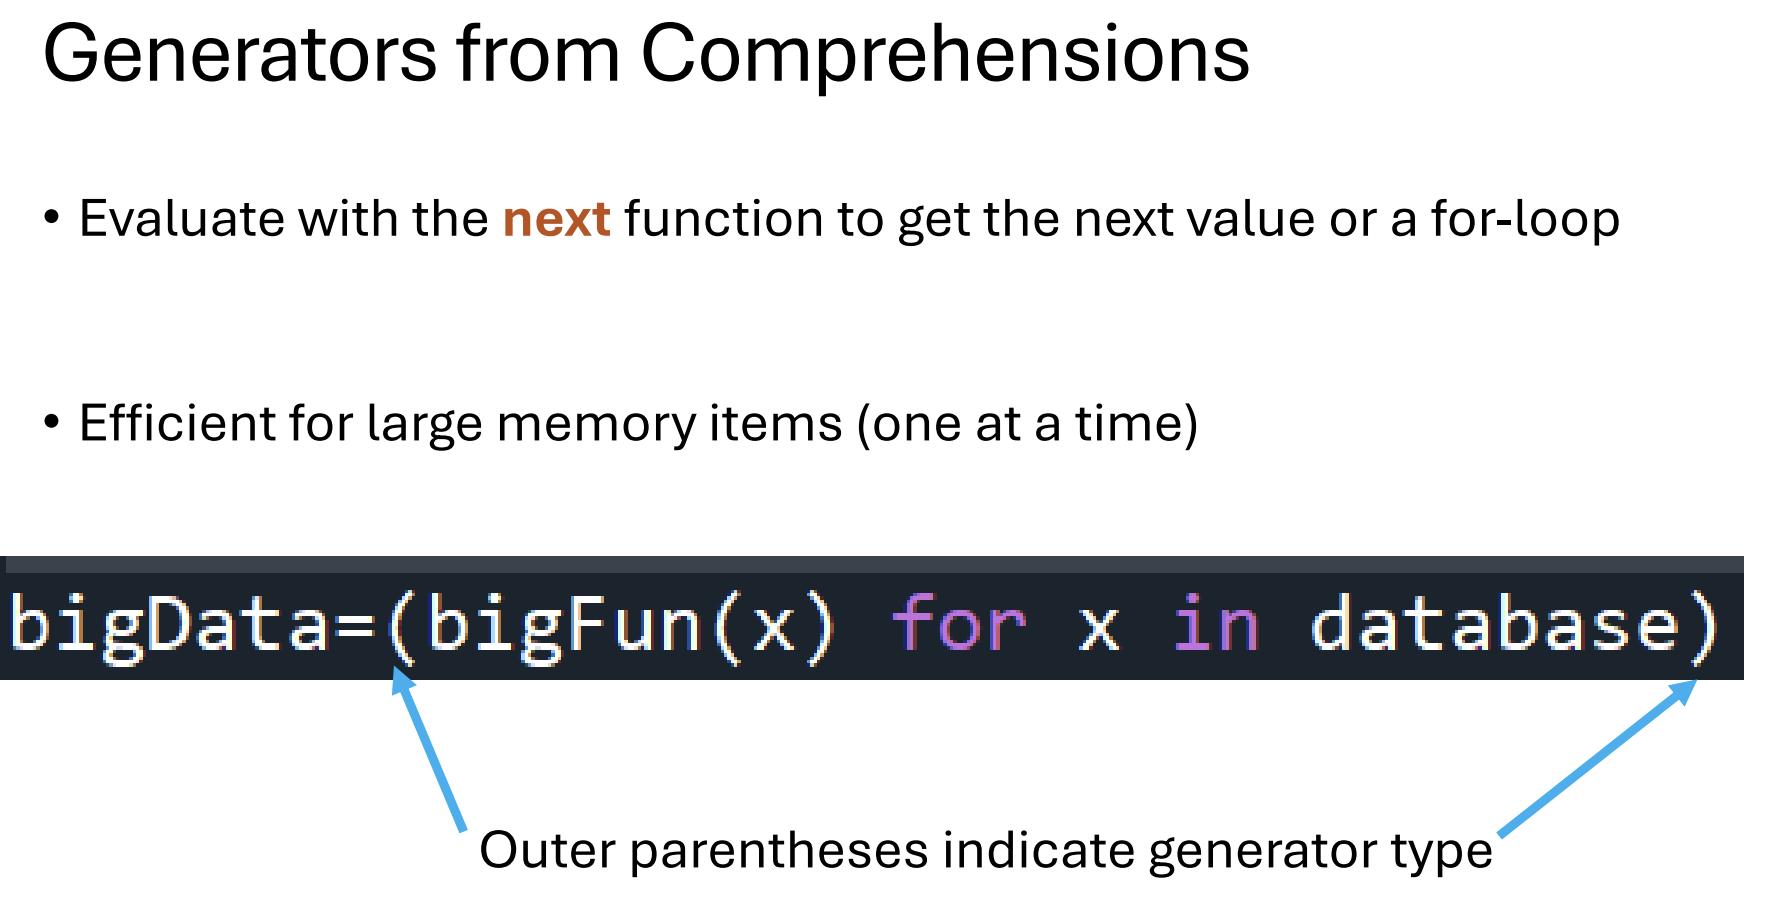 Generators from Comprehensions
• Evaluate with the next function to get the next value or a for-loop
• Efficient for large memory items (one at a time)
bigData=(bigFun(x) for x in database)
Outer parentheses indicate generator type